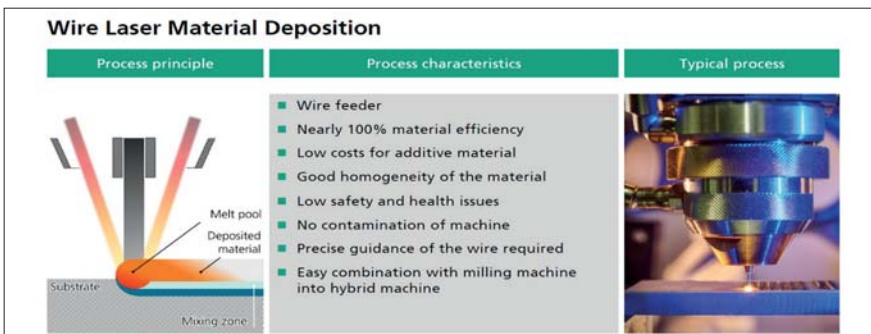 Wire Laser Material Deposition
Process principle
Process characteristics
Typical process
Melt pool
Deposited
material
Substrate
Mixing zone
Wire feeder
Nearly 100% material efficiency
Low costs for additive material
Good homogeneity of the material
Low safety and health issues
No contamination of machine
Precise guidance of the wire required
Easy combination with milling machine
into hybrid machine